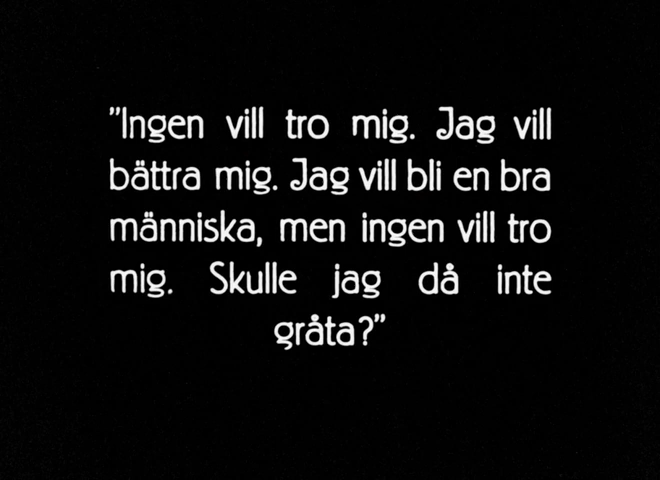 ”Ingen vill tro mig. Jag vill
bättra mig. Jag vill bli en bra
människa, men ingen vill tro
mig. Skulle jag då inte
gråta?”